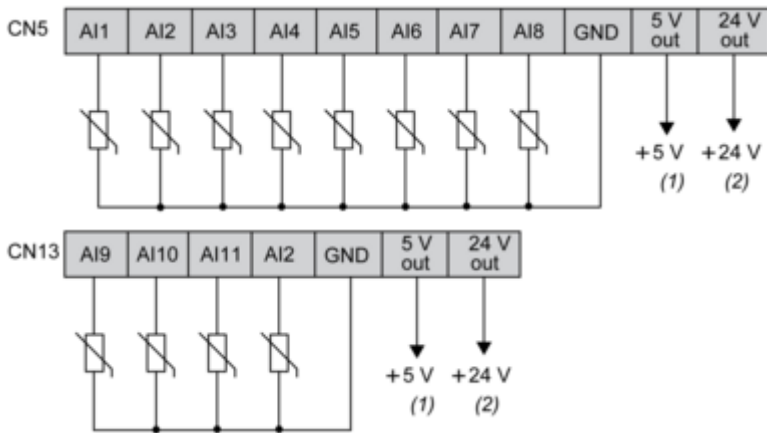 CN5 AI1 AI2 AI3 AI4 AI5 AI6 AI7 AI8 GND 5 V out 24 V out
+5 V +24 V
(1) (2)
CN13 AI9 AI10 AI11 AI2 GND 5 V out 24 V out
+5 V +24 V
(1) (2)